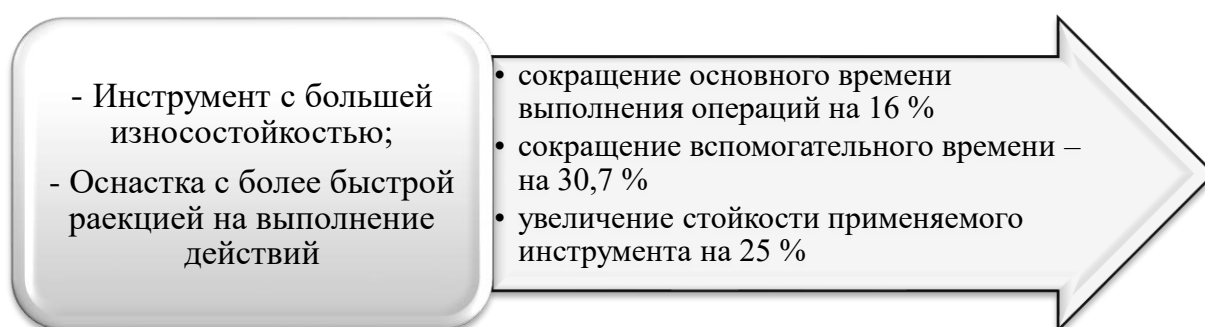 - Инструмент с большей
износостойкостью;
- Оснастка с более быстрой
раекцией на выполнение
действий
• сокращение основного времени
выполнения операций на 16 %
• сокращение вспомогательного времени –
на 30,7 %
• увеличение стойкости применяемого
инструмента на 25 %